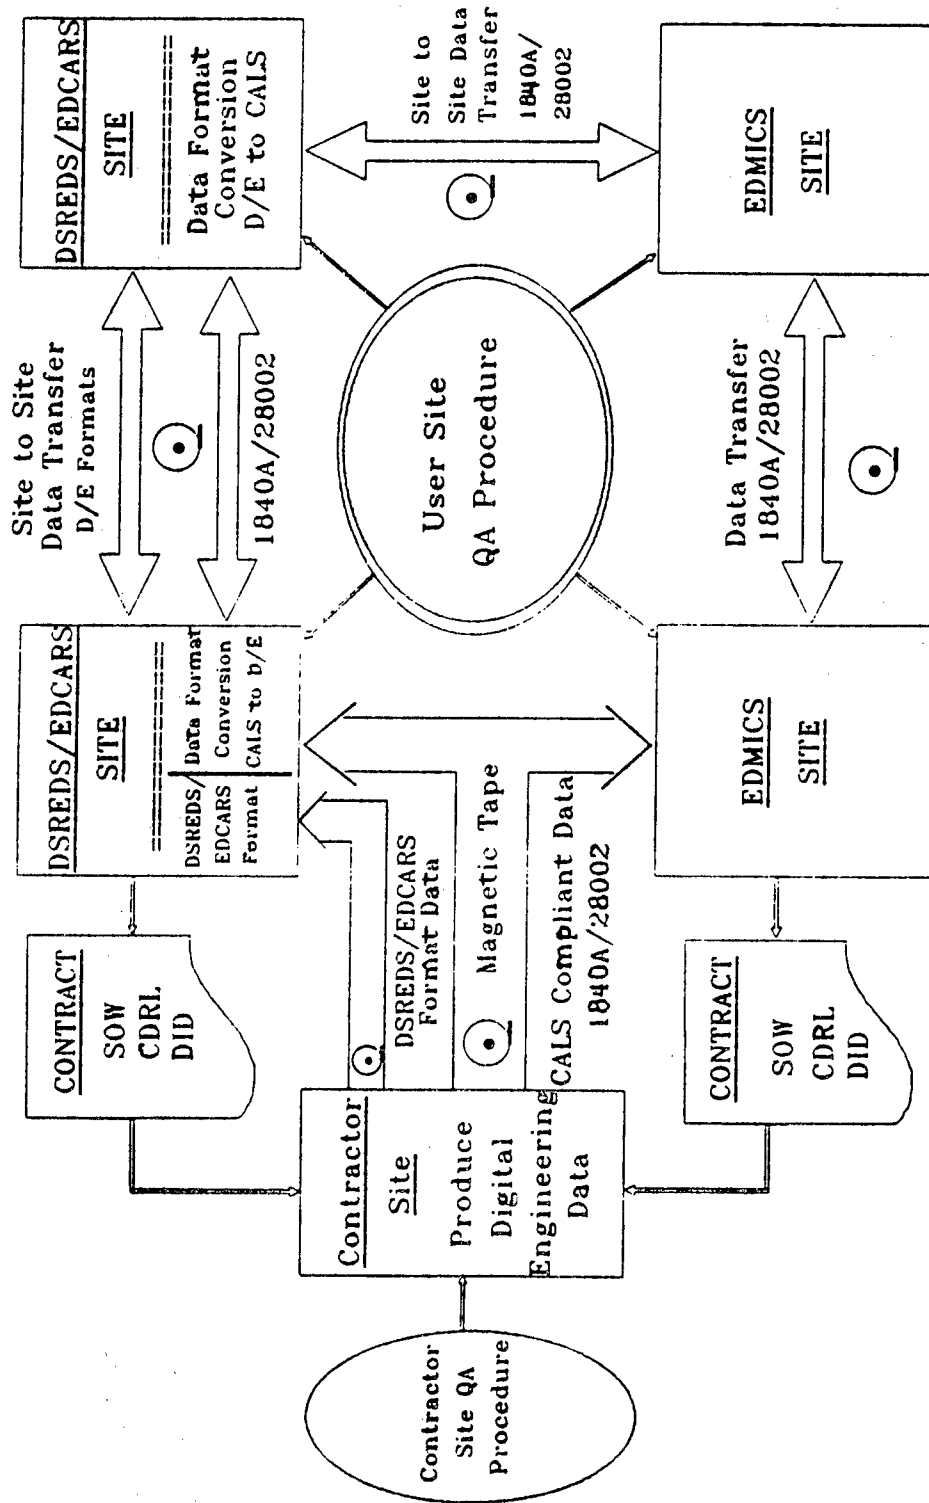 Contractor
Site QA
Procedure
Contractor
Site
Produce
Digital
Engineering
Data
CONTRACT
SOW
CDRL
DID
DSREDS/EDCARS
Format Data
Magnetic Tape
CALS Compliant Data
1840A/28002
CONTRACT
SOW
CDRL
DID
DSREDS/EDCARS
SITE
DSREDS/
EDCARS
Format
Data Format
Conversion
CALS to D/E
EDMICS
SITE
Site to Site
Data Transfer
D/E Formats
1840A/28002
User Site
QA Procedure
Data Transfer
1840A/28002
DSREDS/EDCARS
SITE
Data Format
Conversion
D/E to CALS
Site to
Site Data
Transfer
1840A/
28002
EDMICS
SITE